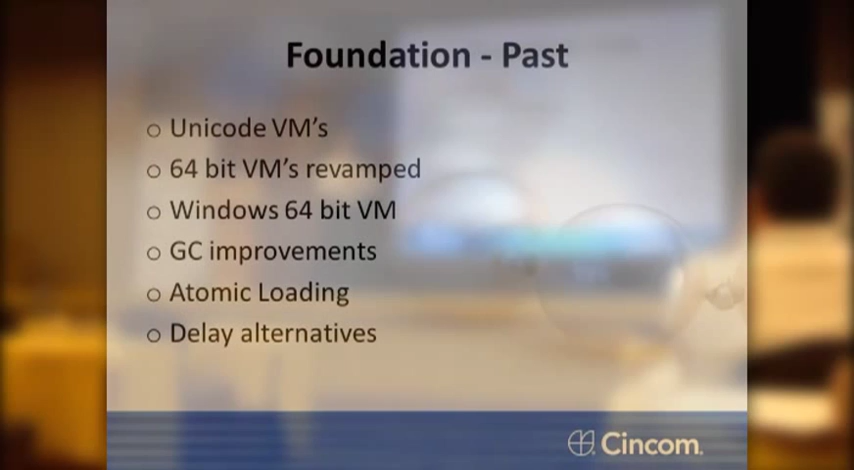 Foundation - Past
Unicode VM's
64 bit VM's revamped
Windows 64 bit VM
GC improvements
Atomic Loading
Delay alternatives
Cincom.